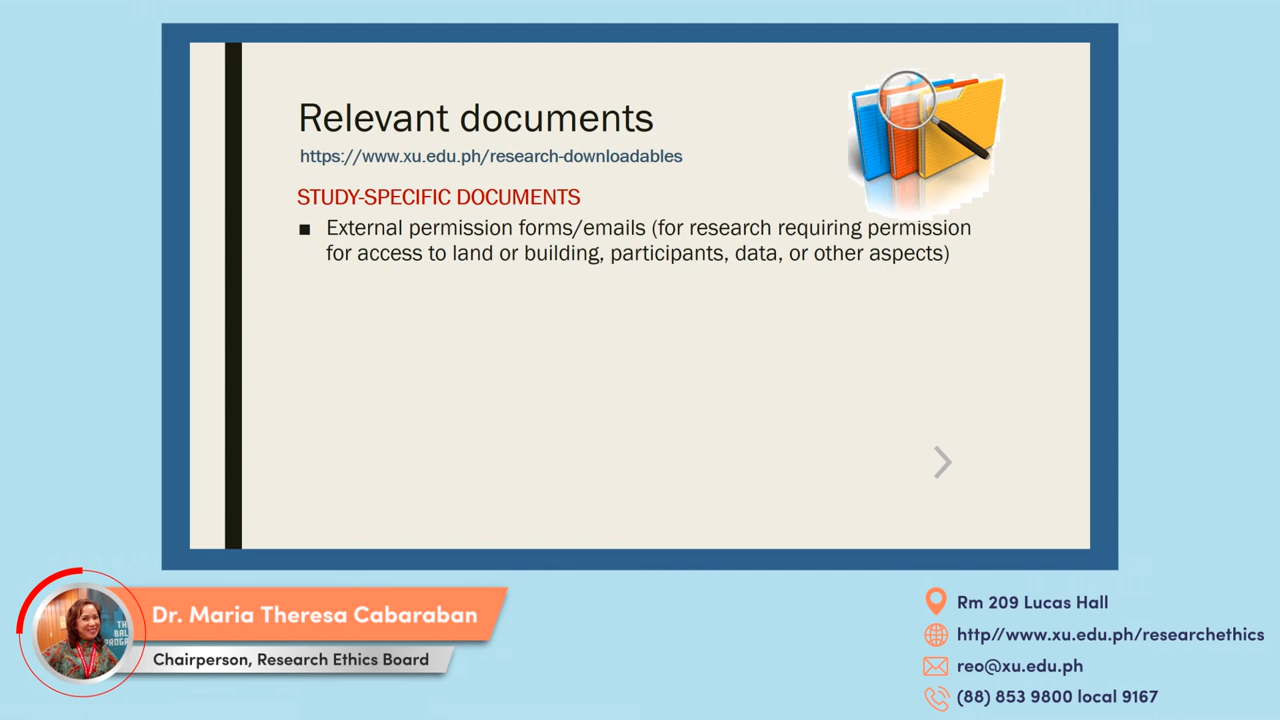 Relevant documents
https://www.xu.edu.ph/research-downloadables
STUDY-SPECIFIC DOCUMENTS
■ External permission forms/emails (for research requiring permission
for access to land or building, participants, data, or other aspects)
Dr. Maria Theresa Cabaraban
Chairperson, Research Ethics Board
Rm 209 Lucas Hall
http//www.xu.edu.ph/researchethics
reo@xu.edu.ph
(88) 853 9800 local 9167